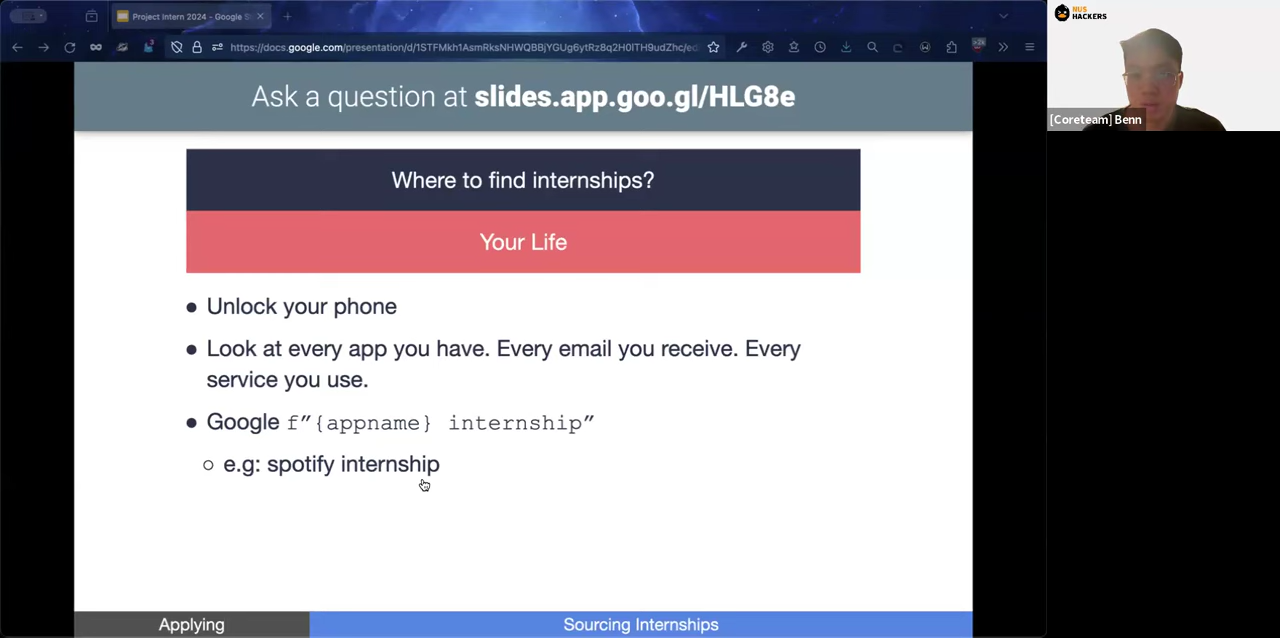 Project Intern 2024 - Google S
https://docs.google.com/presentation/d/1STFMkh1AsmRksNHWQBBjYGUg6ytRz8q2H0lTH9udZhc/ed
NUS
HACKERS
[Coreteam] Benn
Ask a question at slides.app.goo.gl/HLG8e
Where to find internships?
Your Life
● Unlock your phone
● Look at every app you have. Every email you receive. Every
service you use.
● Google f”{appname} internship”
○ e.g: spotify internship
Applying
Sourcing Internships